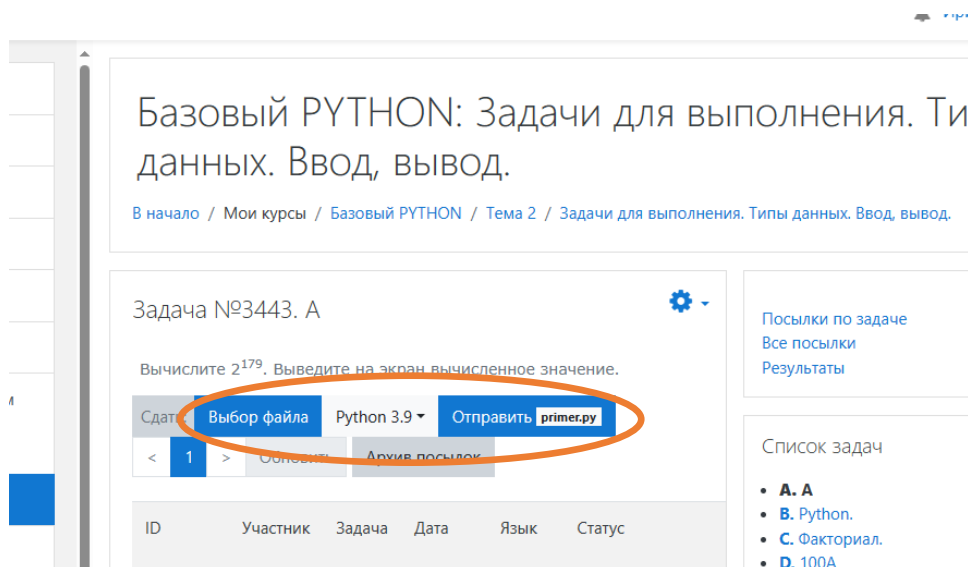 Базовый PYTHON: Задачи для выполнения. Ти
данных. Ввод, вывод.
В начало / Мои курсы / Базовый PYTHON / Тема 2 / Задачи для выполнения. Типы данных. Ввод, вывод.
Задача №3443. A
Вычислите 2¹⁷⁹. Выведите на экран вычисленное значение.
Сдать Выбор файла Python 3.9 Отправить primer.py
< 1 > Обновить Архив посылок
ID Участник Задача Дата Язык Статус
Посылки по задаче
Все посылки
Результаты
Список задач
A. A
B. Python.
C. Факториал.
D. 100A